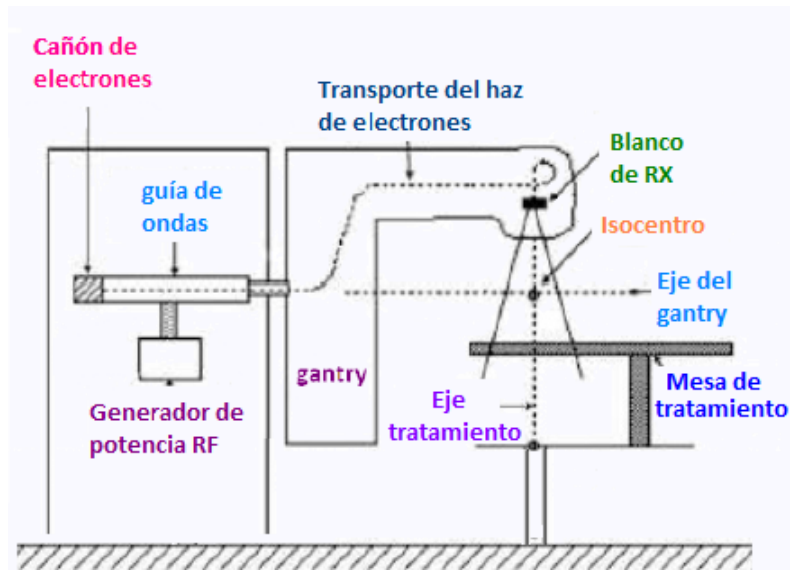 Cañón de
electrones
Transporte del haz
de electrones
Blanco
de RX
guía de
ondas
Isocentro
Eje del
gantry
gantry
Mesa de
tratamiento
Eje
tratamiento
Generador de
potencia RF